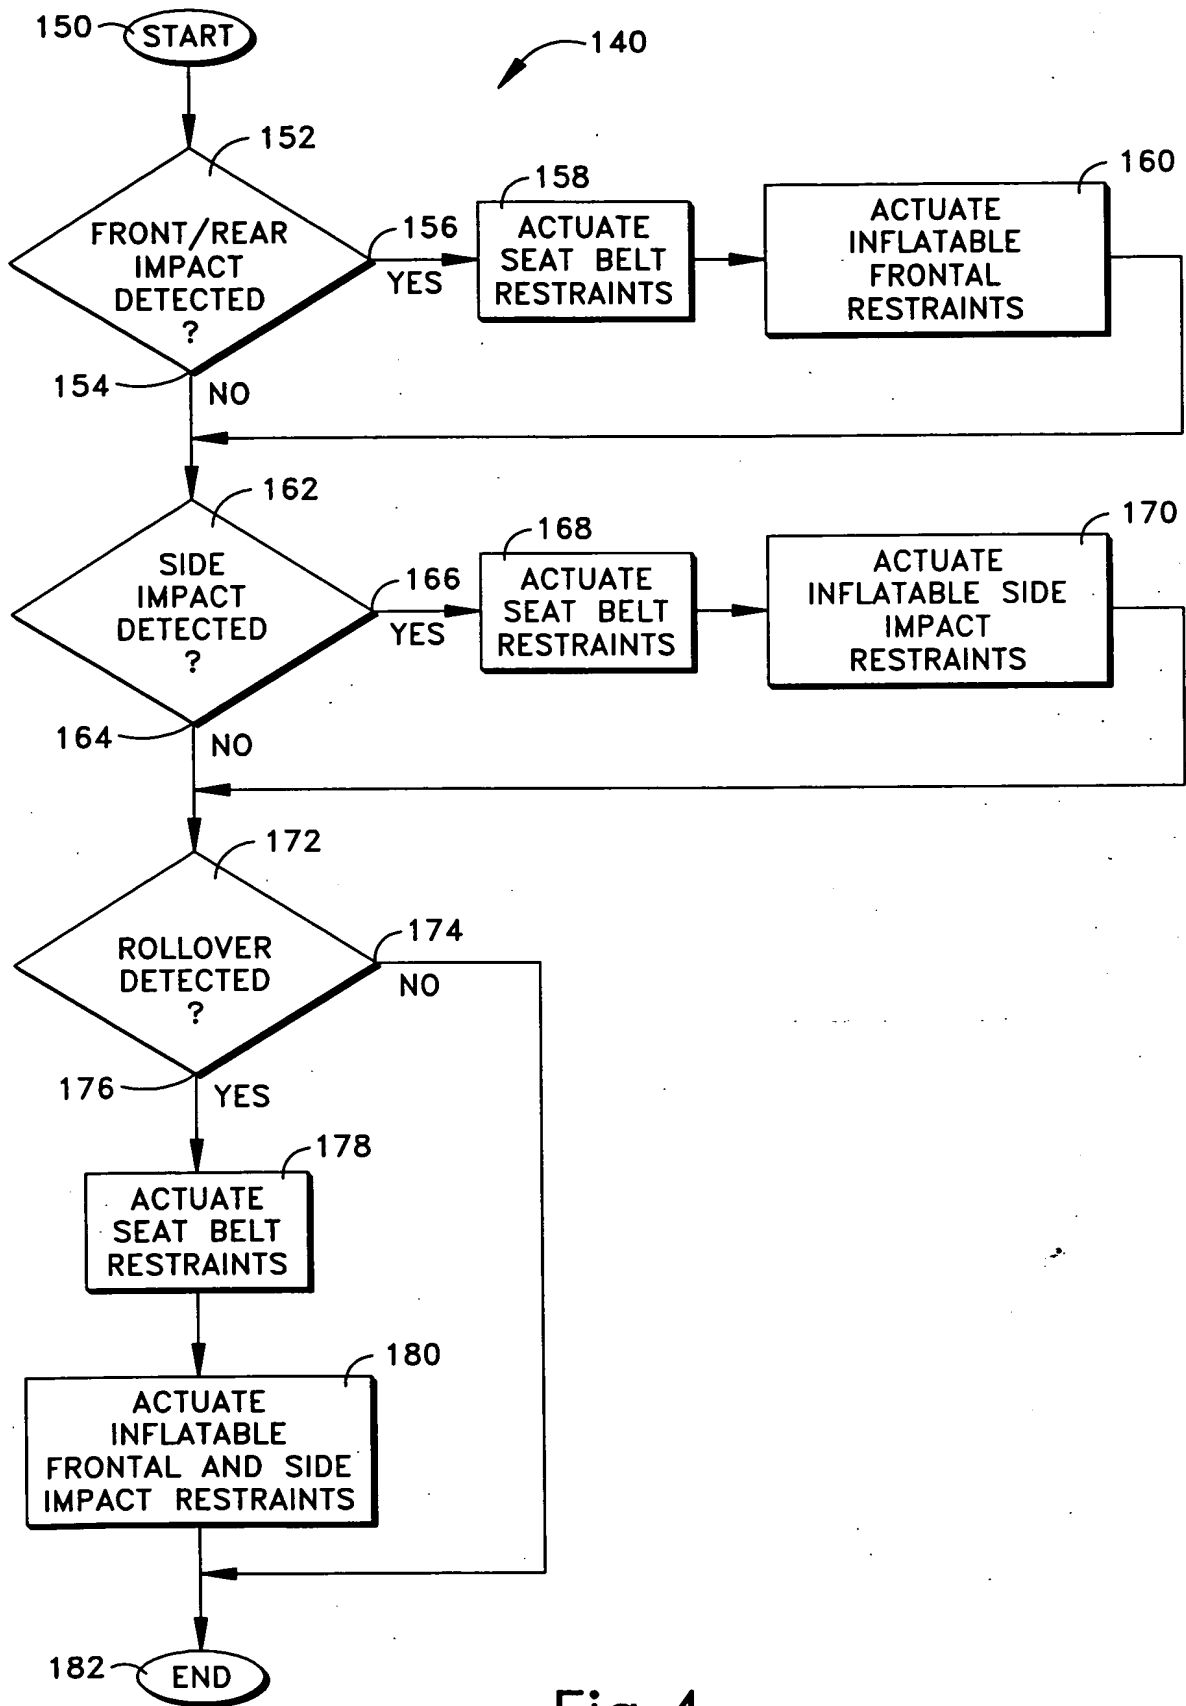 150
START
140
152
FRONT/REAR
IMPACT
DETECTED
?
156
YES
154
NO
158
ACTUATE
SEAT BELT
RESTRAINTS
160
ACTUATE
INFLATABLE
FRONTAL
RESTRAINTS
162
SIDE
IMPACT
DETECTED
?
166
YES
164
NO
168
ACTUATE
SEAT BELT
RESTRAINTS
170
ACTUATE
INFLATABLE SIDE
IMPACT
RESTRAINTS
172
ROLLOVER
DETECTED
?
174
NO
176
YES
178
ACTUATE
SEAT BELT
RESTRAINTS
180
ACTUATE
INFLATABLE
FRONTAL AND SIDE
IMPACT RESTRAINTS
182
END
Fig. 4